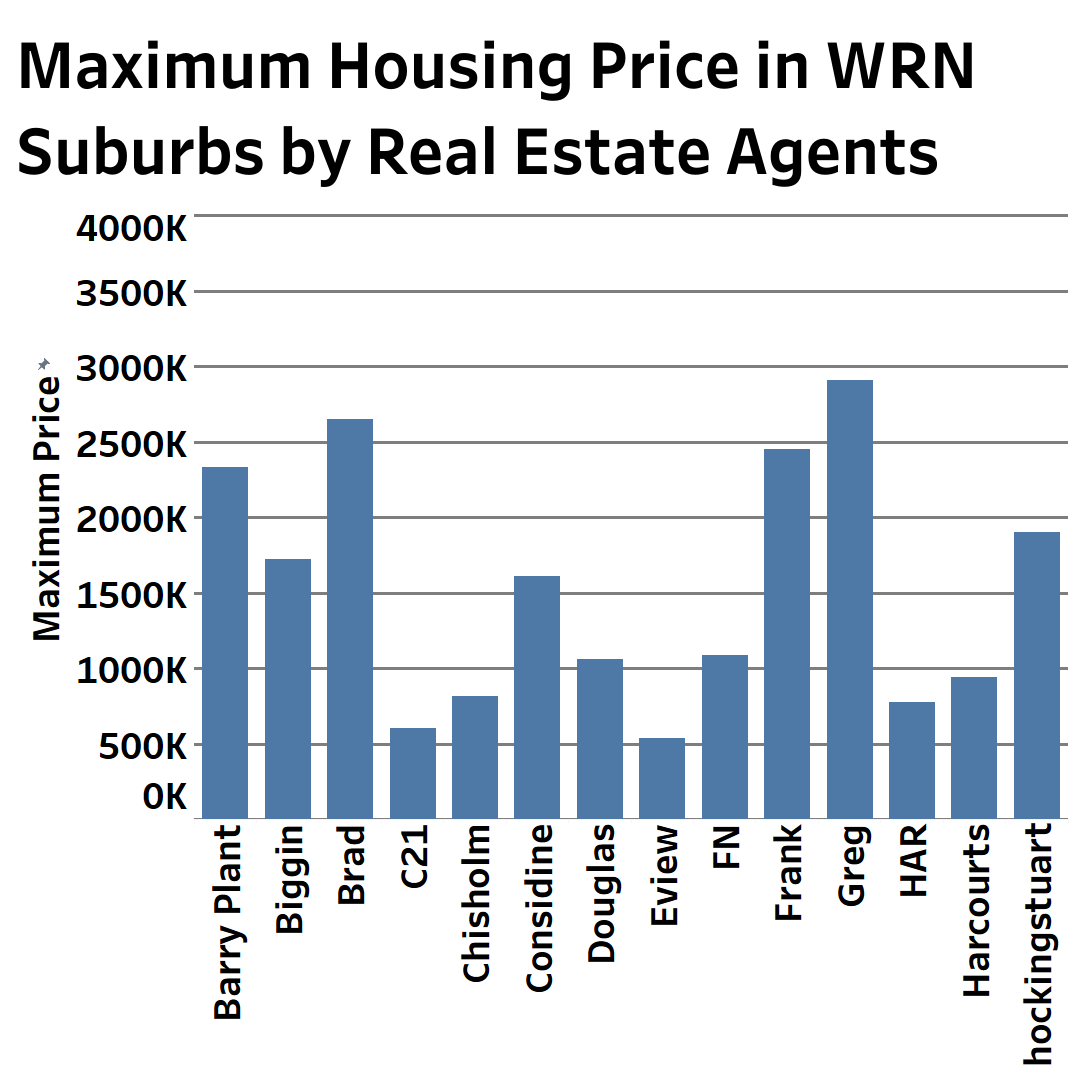 Maximum Housing Price in WRN
Suburbs by Real Estate Agents
4000K
3500K
3000K
2500K
2000K
1500K
1000K
500K
0K
Maximum Price
Barry Plant
Biggin
Brad
C21
Chisholm
Considine
Douglas
Eview
FN
Frank
Greg
HAR
Harcourts
hockingstuart